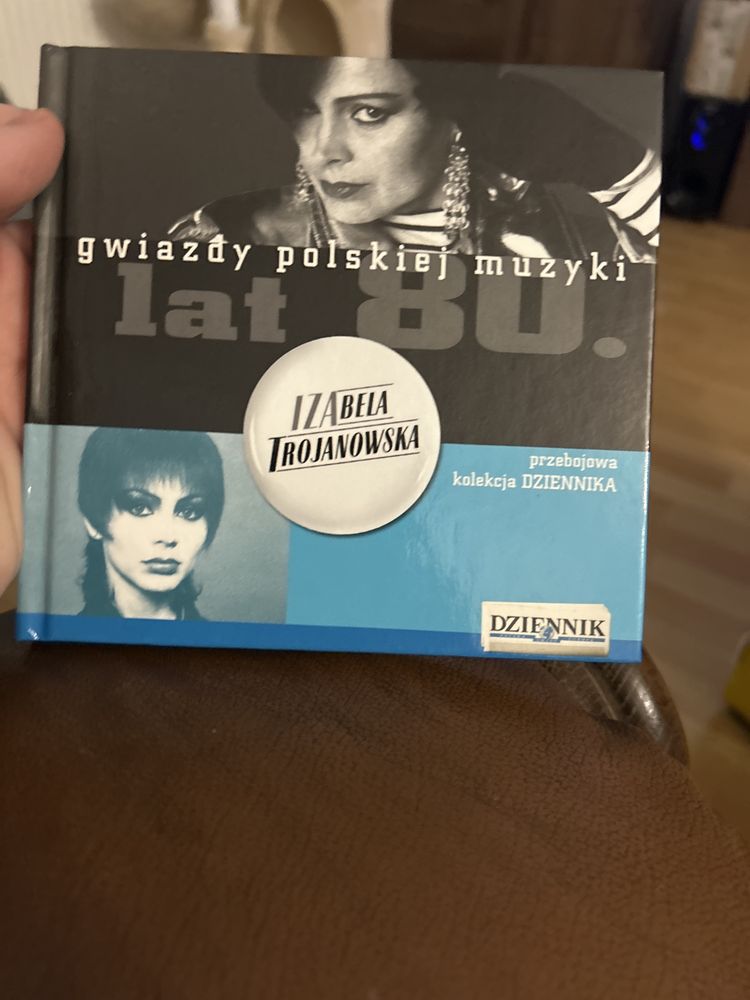 gwiazdy polskiej muzyki
lat 80.
IZABELA
TROJANOWSKA
przebojowa
kolekcja DZIENNIKA
DZIENNIK